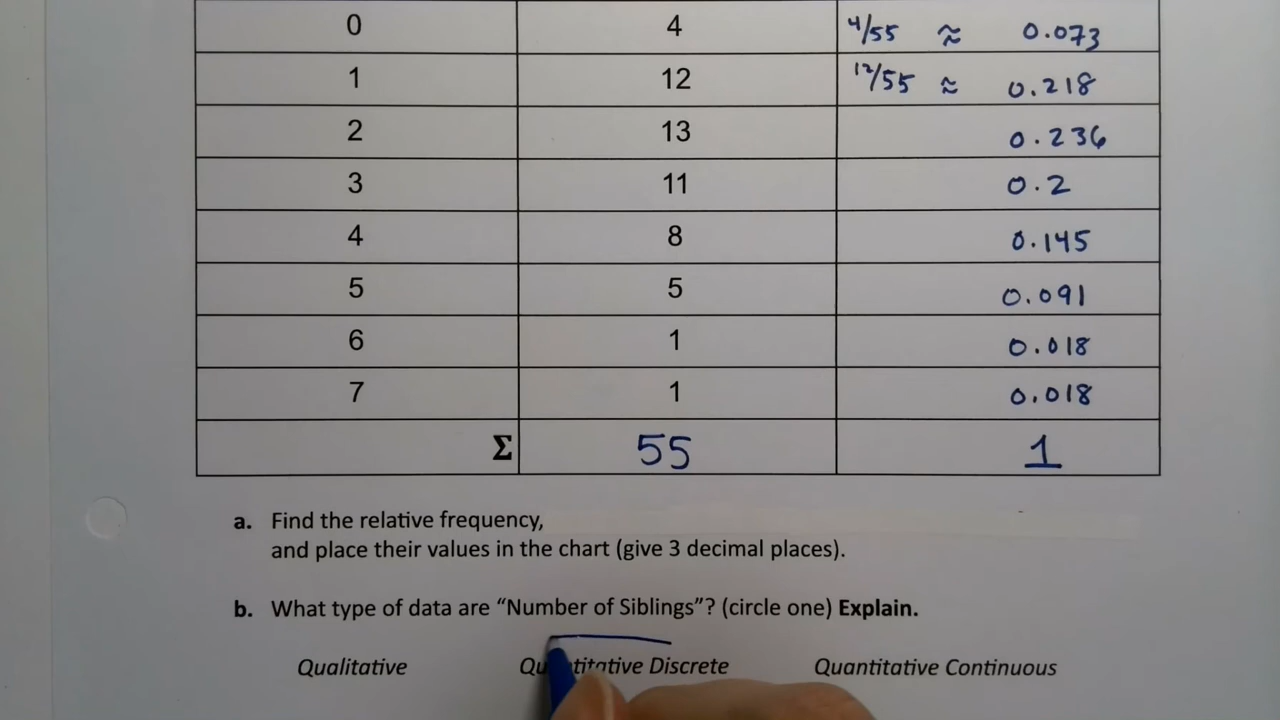 0 4 4/55 ≈ 0.073
1 12 12/55 ≈ 0.218
2 13 0.236
3 11 0.2
4 8 0.145
5 5 0.091
6 1 0.018
7 1 0.018
Σ 55 1
a. Find the relative frequency,
and place their values in the chart (give 3 decimal places).
b. What type of data are “Number of Siblings”? (circle one) Explain.
Qualitative Quantitative Discrete Quantitative Continuous